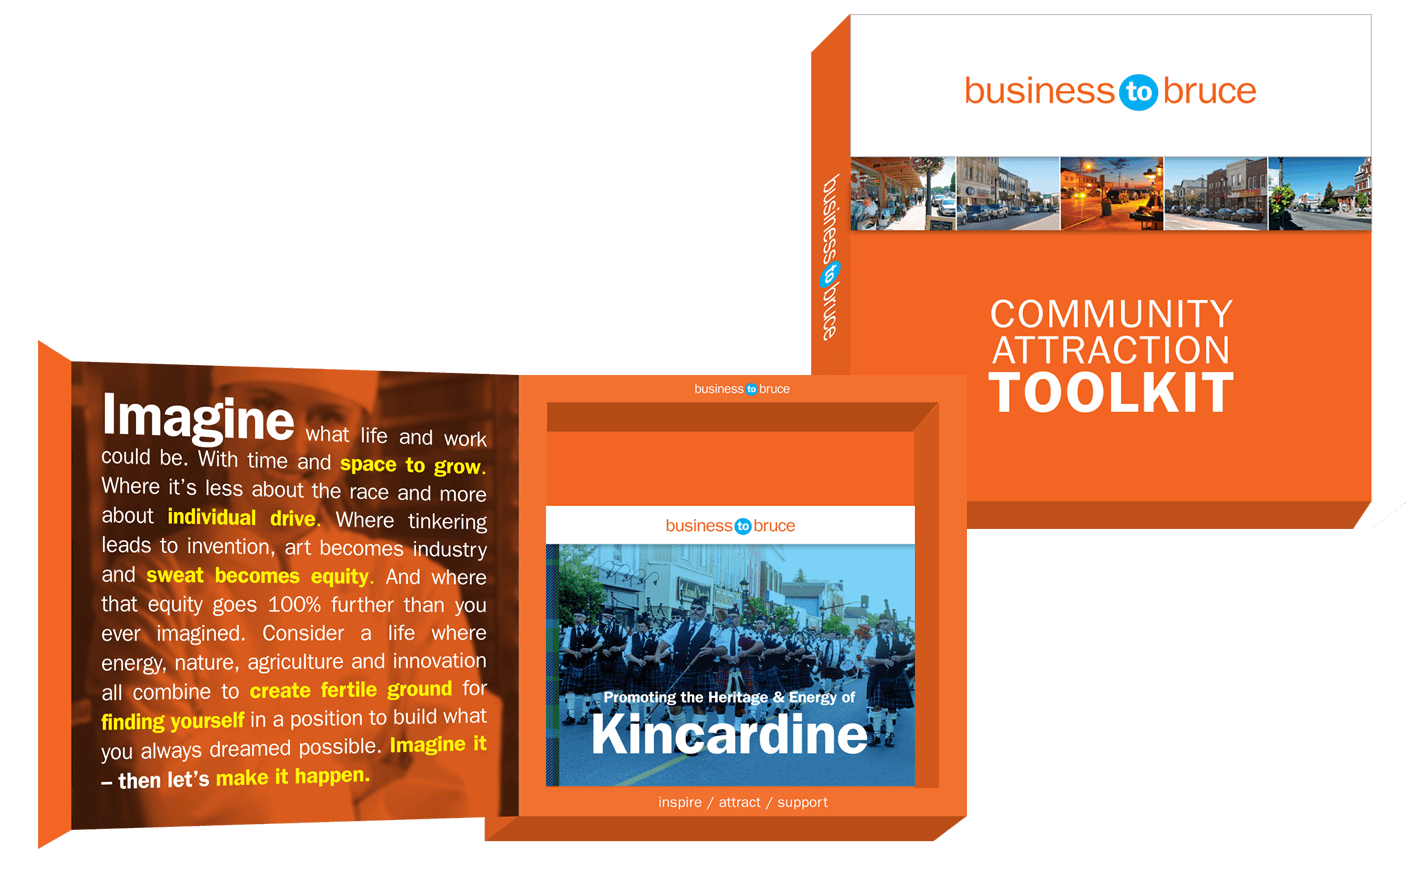 business to bruce
business to bruce
COMMUNITY
ATTRACTION
TOOLKIT
Imagine what life and work
could be. With time and space to grow.
Where it's less about the race and more
about individual drive. Where tinkering
leads to invention, art becomes industry
and sweat becomes equity. And where
that equity goes 100% further than you
ever imagined. Consider a life where
energy, nature, agriculture and innovation
all combine to create fertile ground for
finding yourself in a position to build what
you always dreamed possible. Imagine it
– then let's make it happen.
business to bruce
business to bruce
Promoting the Heritage & Energy of
Kincardine
inspire / attract / support